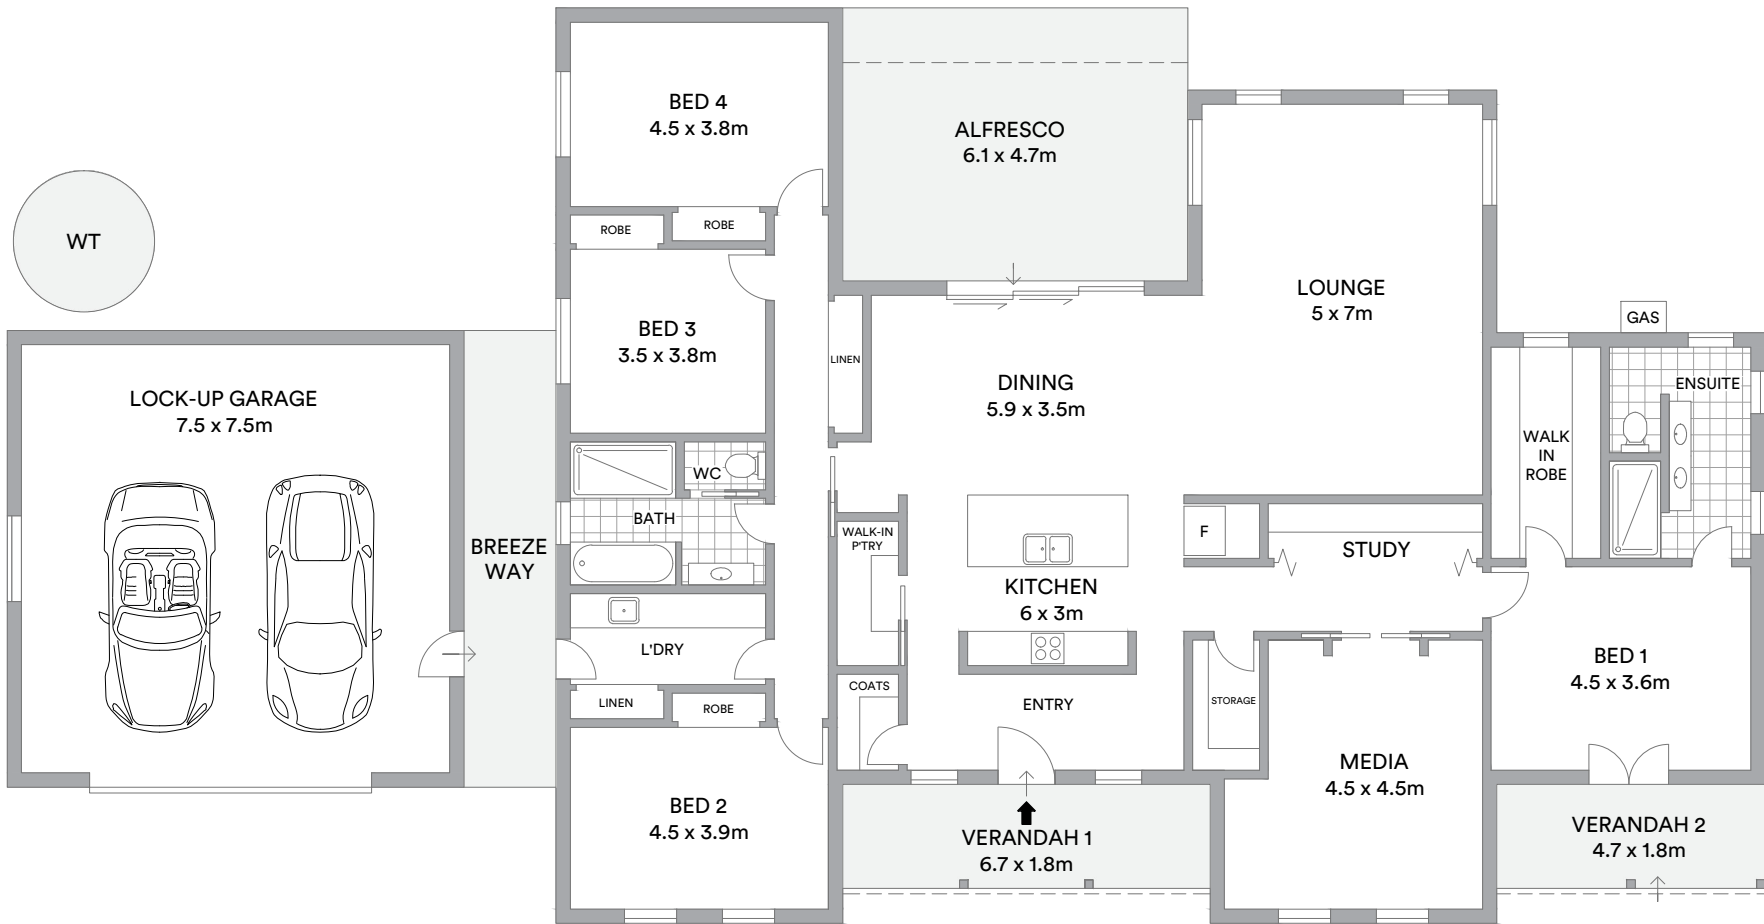 BED 4
4.5 x 3.8m
ALFRESCO
6.1 x 4.7m
WT
ROBE
ROBE
LOUNGE
5 x 7m
GAS
BED 3
3.5 x 3.8m
LINEN
DINING
5.9 x 3.5m
ENSUITE
LOCK-UP GARAGE
7.5 x 7.5m
WALK
IN
ROBE
WC
BATH
BREEZE
WAY
WALK-IN
P'TRY
F
STUDY
KITCHEN
6 x 3m
L'DRY
BED 1
4.5 x 3.6m
COATS
LINEN
ROBE
ENTRY
STORAGE
MEDIA
4.5 x 4.5m
BED 2
4.5 x 3.9m
VERANDAH 1
6.7 x 1.8m
VERANDAH 2
4.7 x 1.8m